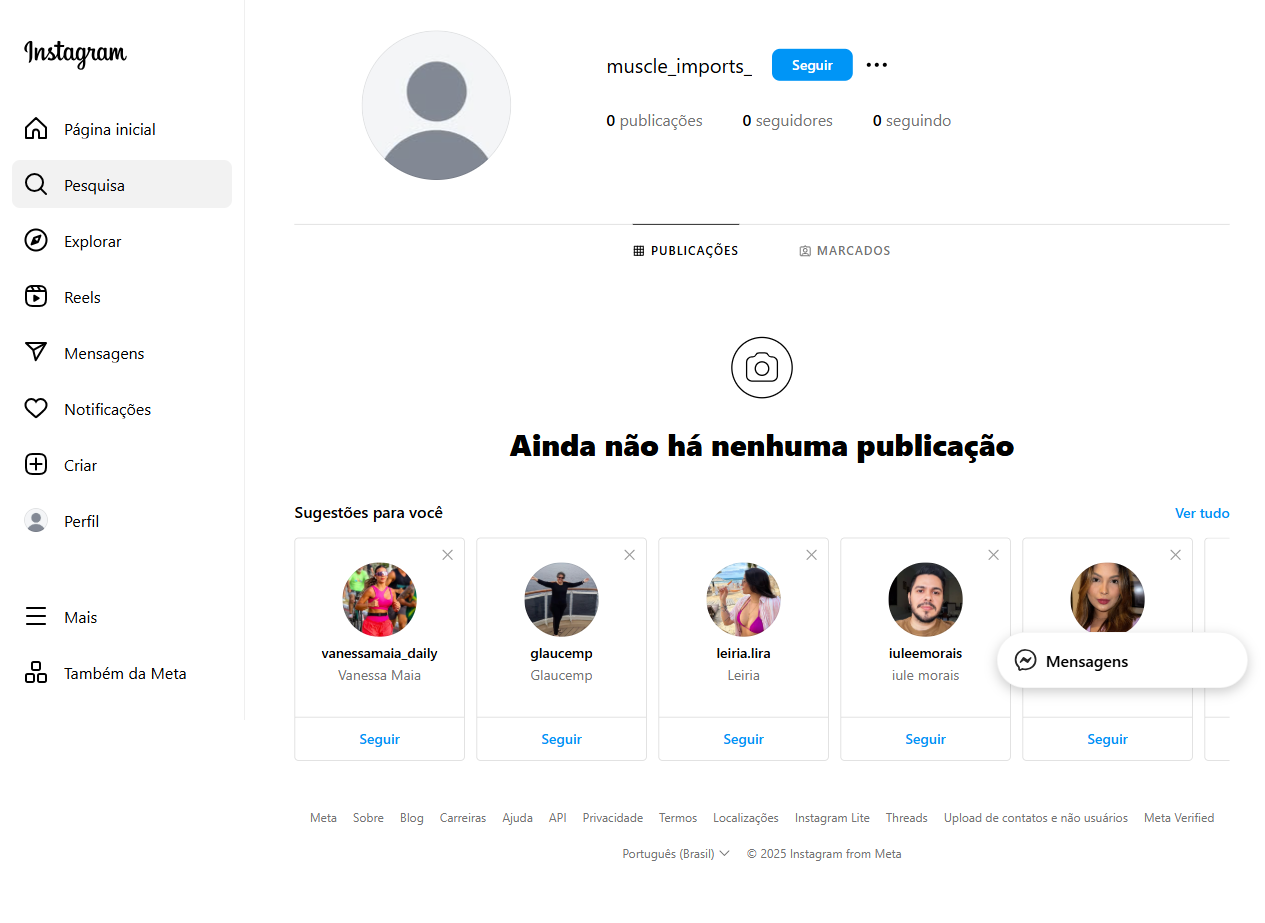 Instagram
Página inicial
Pesquisa
Explorar
Reels
Mensagens
Notificações
Criar
Perfil
Mais
Também da Meta
muscle_imports_ Seguir
0 publicações 0 seguidores 0 seguindo
PUBLICAÇÕES MARCADOS
Ainda não há nenhuma publicação
Sugestões para você Ver tudo
vanessamaia_daily glaucemp leiria.lira iuleemorais
Vanessa Maia Glaucemp Leiria iule morais
Mensagens
Seguir Seguir Seguir Seguir Seguir
Meta Sobre Blog Carreiras Ajuda API Privacidade Termos Localizações Instagram Lite Threads Upload de contatos e não usuários Meta Verified
Português (Brasil) © 2025 Instagram from Meta